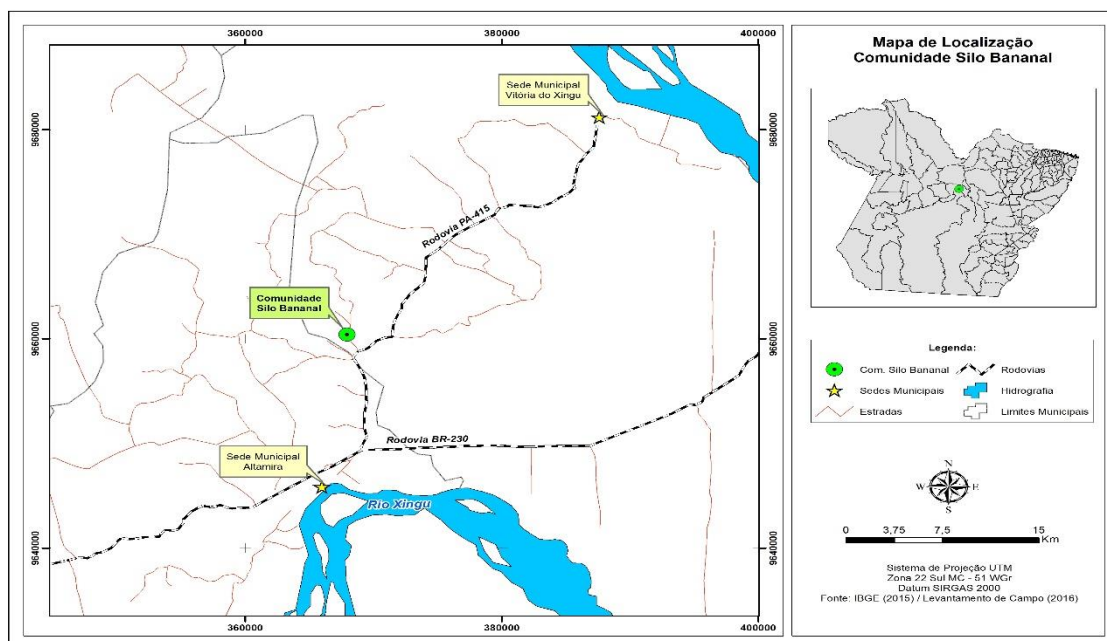 360000
380000
400000
9680000
9660000
9640000
Sede Municipal
Vitória do Xingu
Rodovia PA-415
Comunidade
Silo Bananal
Rodovia BR-230
Sede Municipal
Altamira
Rio Xingu
9680000
9660000
9640000
360000
380000
400000
Mapa de Localização
Comunidade Silo Bananal
Legenda:
Com. Silo Bananal
Rodovias
Sedes Municipais
Hidrografia
Estradas
Limites Municipais
N
W
E
S
0 3,75 7,5 15
Km
Sistema de Projeção UTM
Zona 22 Sul MC - 51 WGr
Datum SIRGAS 2000
Fonte: IBGE (2015) / Levantamento de Campo (2016)